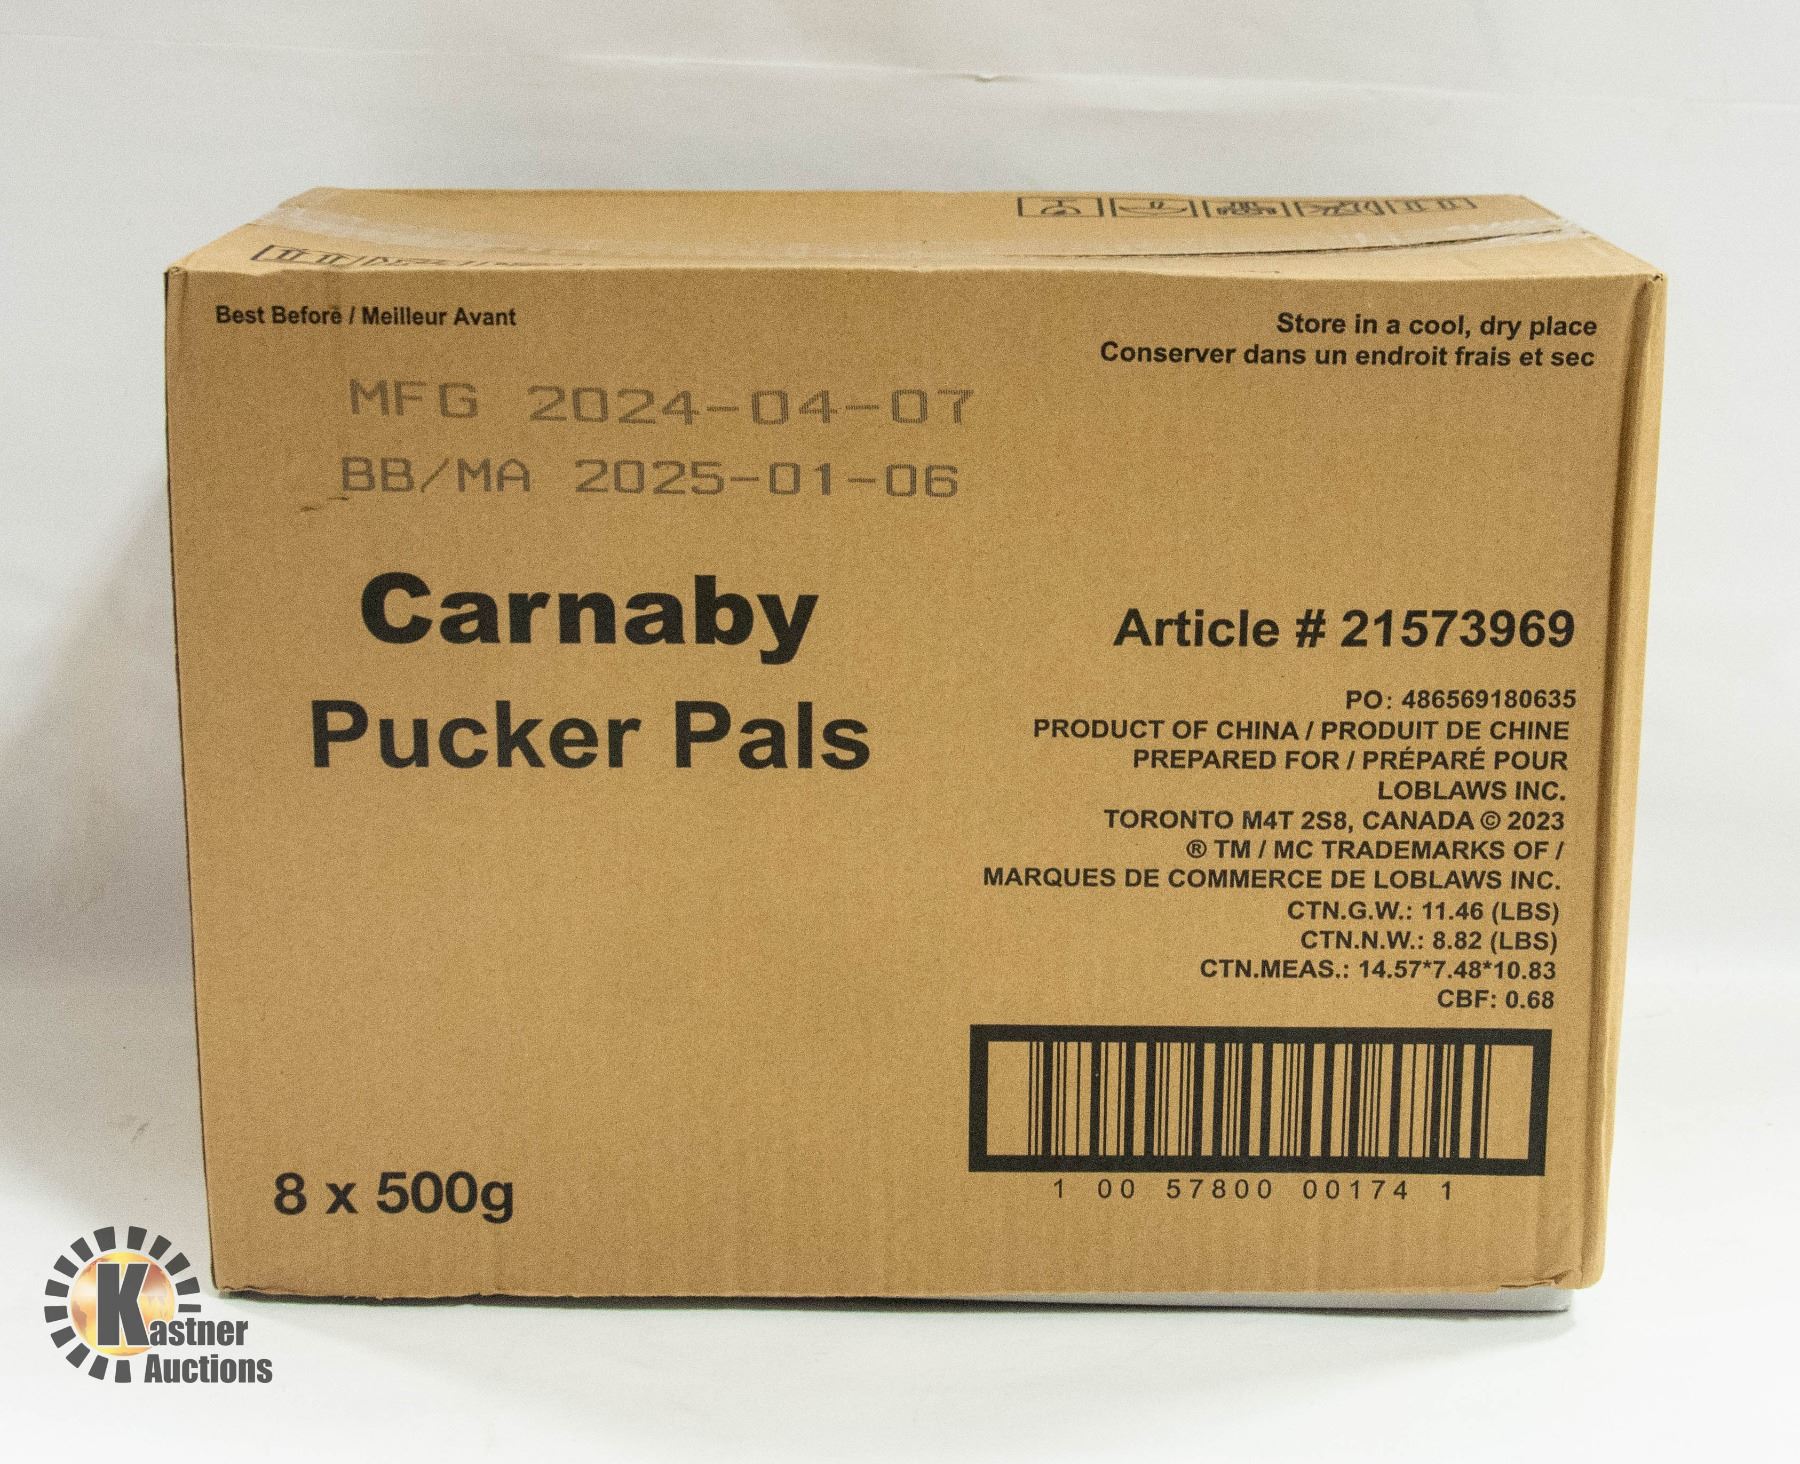 Best Before / Meilleur Avant
Store in a cool, dry place
Conserver dans un endroit frais et sec
MFG 2024-04-07
BB/MA 2025-01-06
Carnaby
Pucker Pals
Article # 21573969
PO: 486569180635
PRODUCT OF CHINA / PRODUIT DE CHINE
PREPARED FOR / PRÉPARÉ POUR
LOBLAWS INC.
TORONTO M4T 2S8, CANADA © 2023
® TM / MC TRADEMARKS OF /
MARQUES DE COMMERCE DE LOBLAWS INC.
CTN.G.W.: 11.46 (LBS)
CTN.N.W.: 8.82 (LBS)
CTN.MEAS.: 14.57*7.48*10.83
CBF: 0.68
1 00 57800 00174 1
8 x 500g
Kastner
Auctions